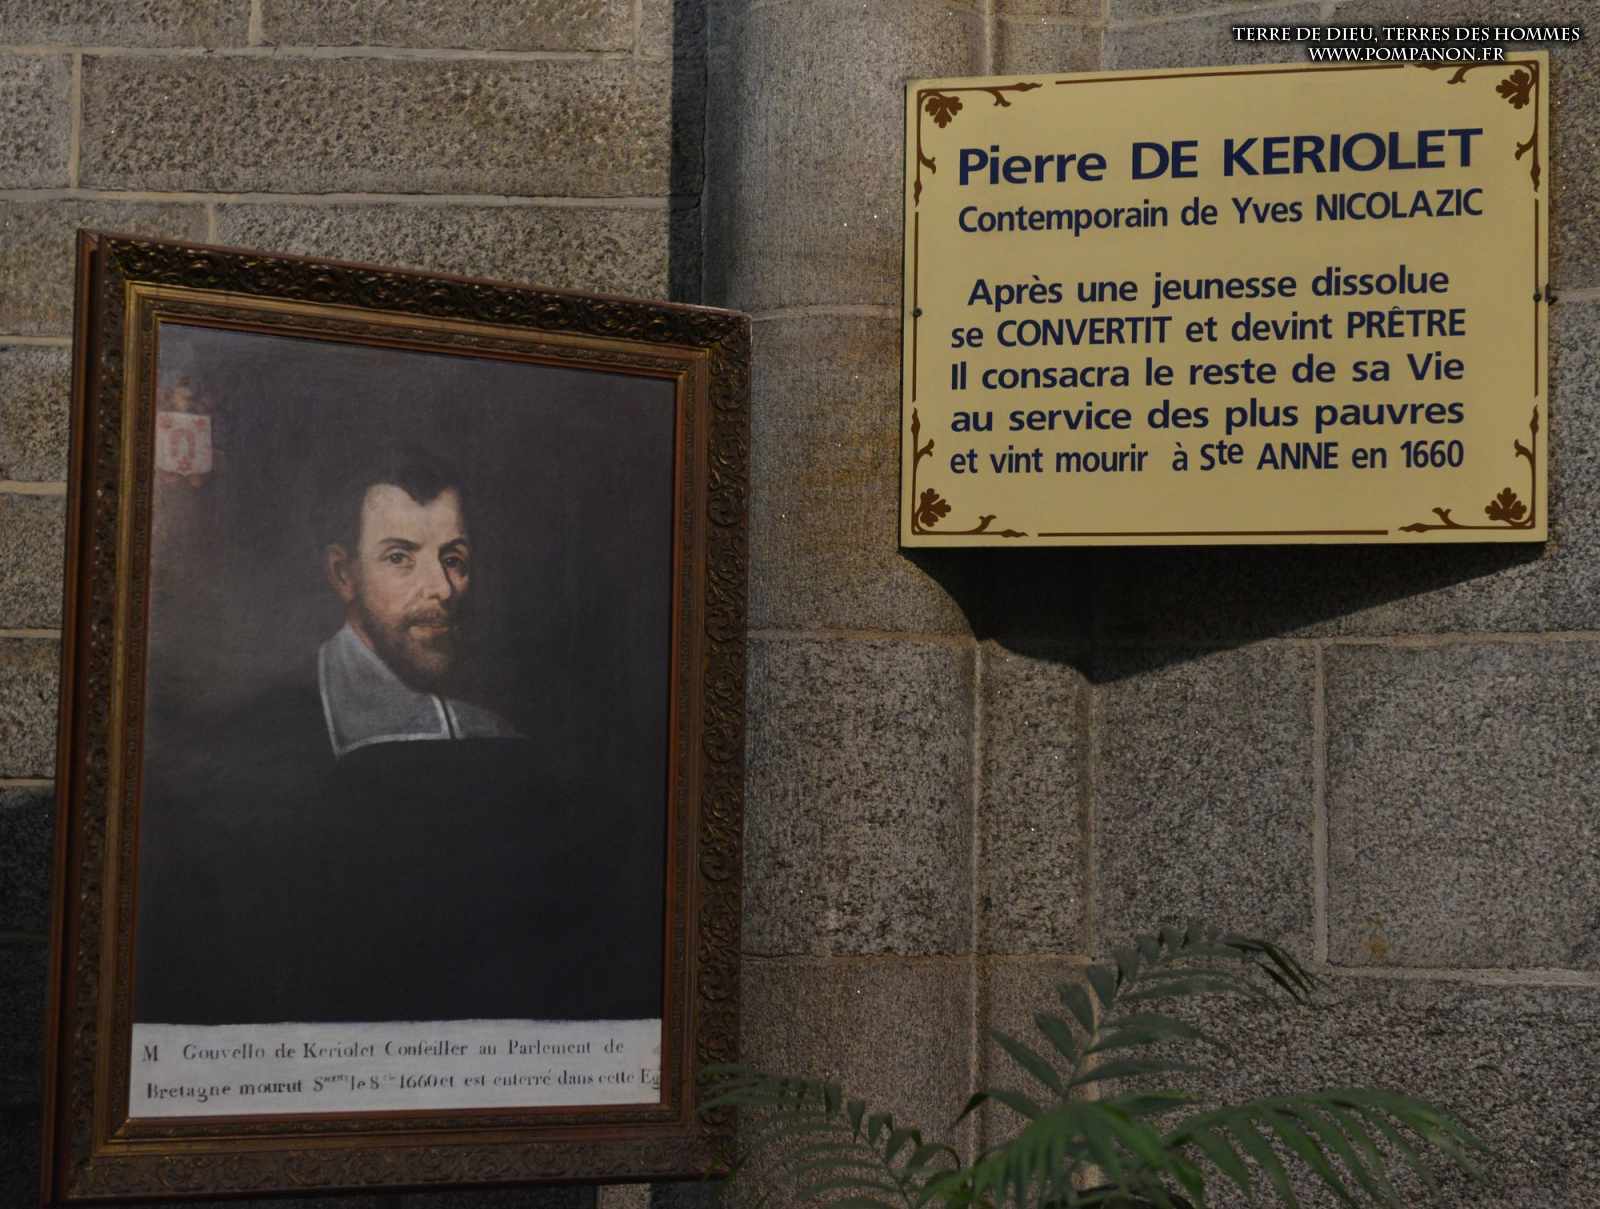 TERRE DE DIEU, TERRES DES HOMMES
WWW.POMPANON.FR
Pierre DE KERIOLET
Contemporain de Yves NICOLAZIC
Après une jeunesse dissolue
se CONVERTIT et devint PRÊTRE
Il consacra le reste de sa Vie
au service des plus pauvres
et vint mourir à Ste ANNE en 1660
M Gouvello de Keriolet Conseiller au Parlement de
Bretagne mourut le 8 1660 et est enterré dans cette